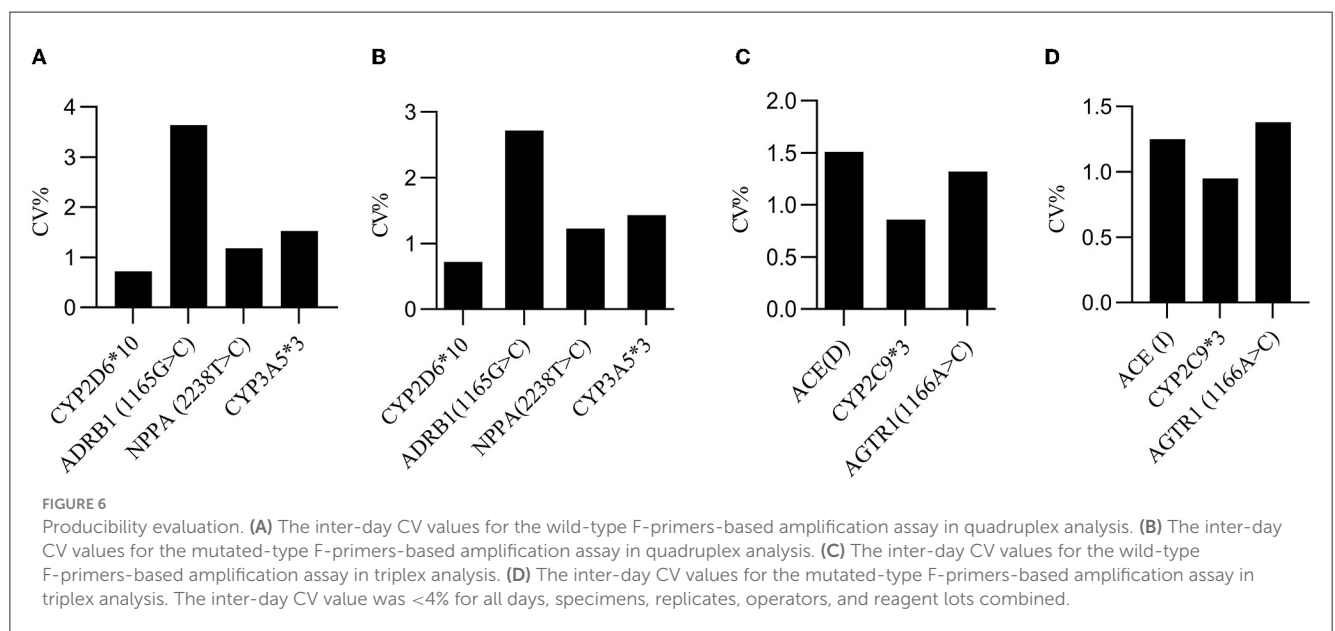 A
CV%
4
3
2
1
0
CYP2D6*10
ADRB1 (1165G>C)
NPPA (2238T>C)
CYP3A5*3
B
CV%
3
2
1
0
CYP2D6*10
ADRB1(1165G>C)
NPPA(2238T>C)
CYP3A5*3
C
CV%
2.0
1.5
1.0
0.5
0.0
ACE(D)
CYP2C9*3
AGTR1(1166A>C)
D
CV%
1.5
1.0
0.5
0.0
ACE (I)
CYP2C9*3
AGTR1 (1166A>C)
FIGURE 6
Producibility evaluation. (A) The inter-day CV values for the wild-type F-primers-based amplification assay in quadruplex analysis. (B) The inter-day
CV values for the mutated-type F-primers-based amplification assay in quadruplex analysis. (C) The inter-day CV values for the wild-type
F-primers-based amplification assay in triplex analysis. (D) The inter-day CV values for the mutated-type F-primers-based amplification assay in
triplex analysis. The inter-day CV value was <4% for all days, specimens, replicates, operators, and reagent lots combined.